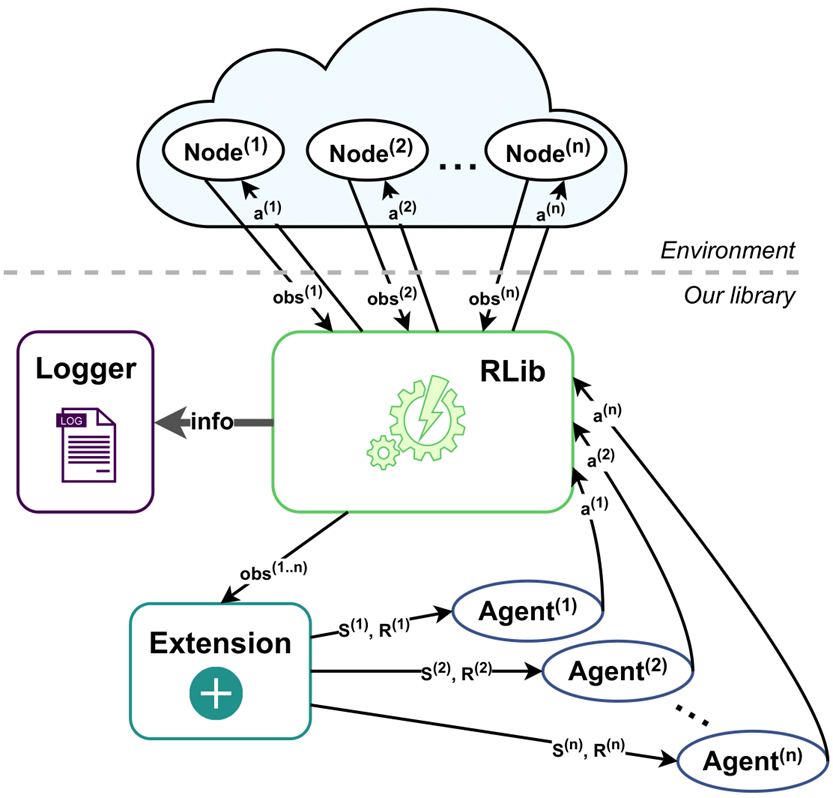 Node(1)
Node(2)
...
Node(n)
a(1)
a(2)
a(n)
Environment
obs(1)
obs(2)
obs(n)
Our library
Logger
LOG
info
RLib
a(n)
a(2)
a(1)
obs(1..n)
Extension
S(1), R(1)
Agent(1)
S(2), R(2)
Agent(2)
...
S(n), R(n)
Agent(n)